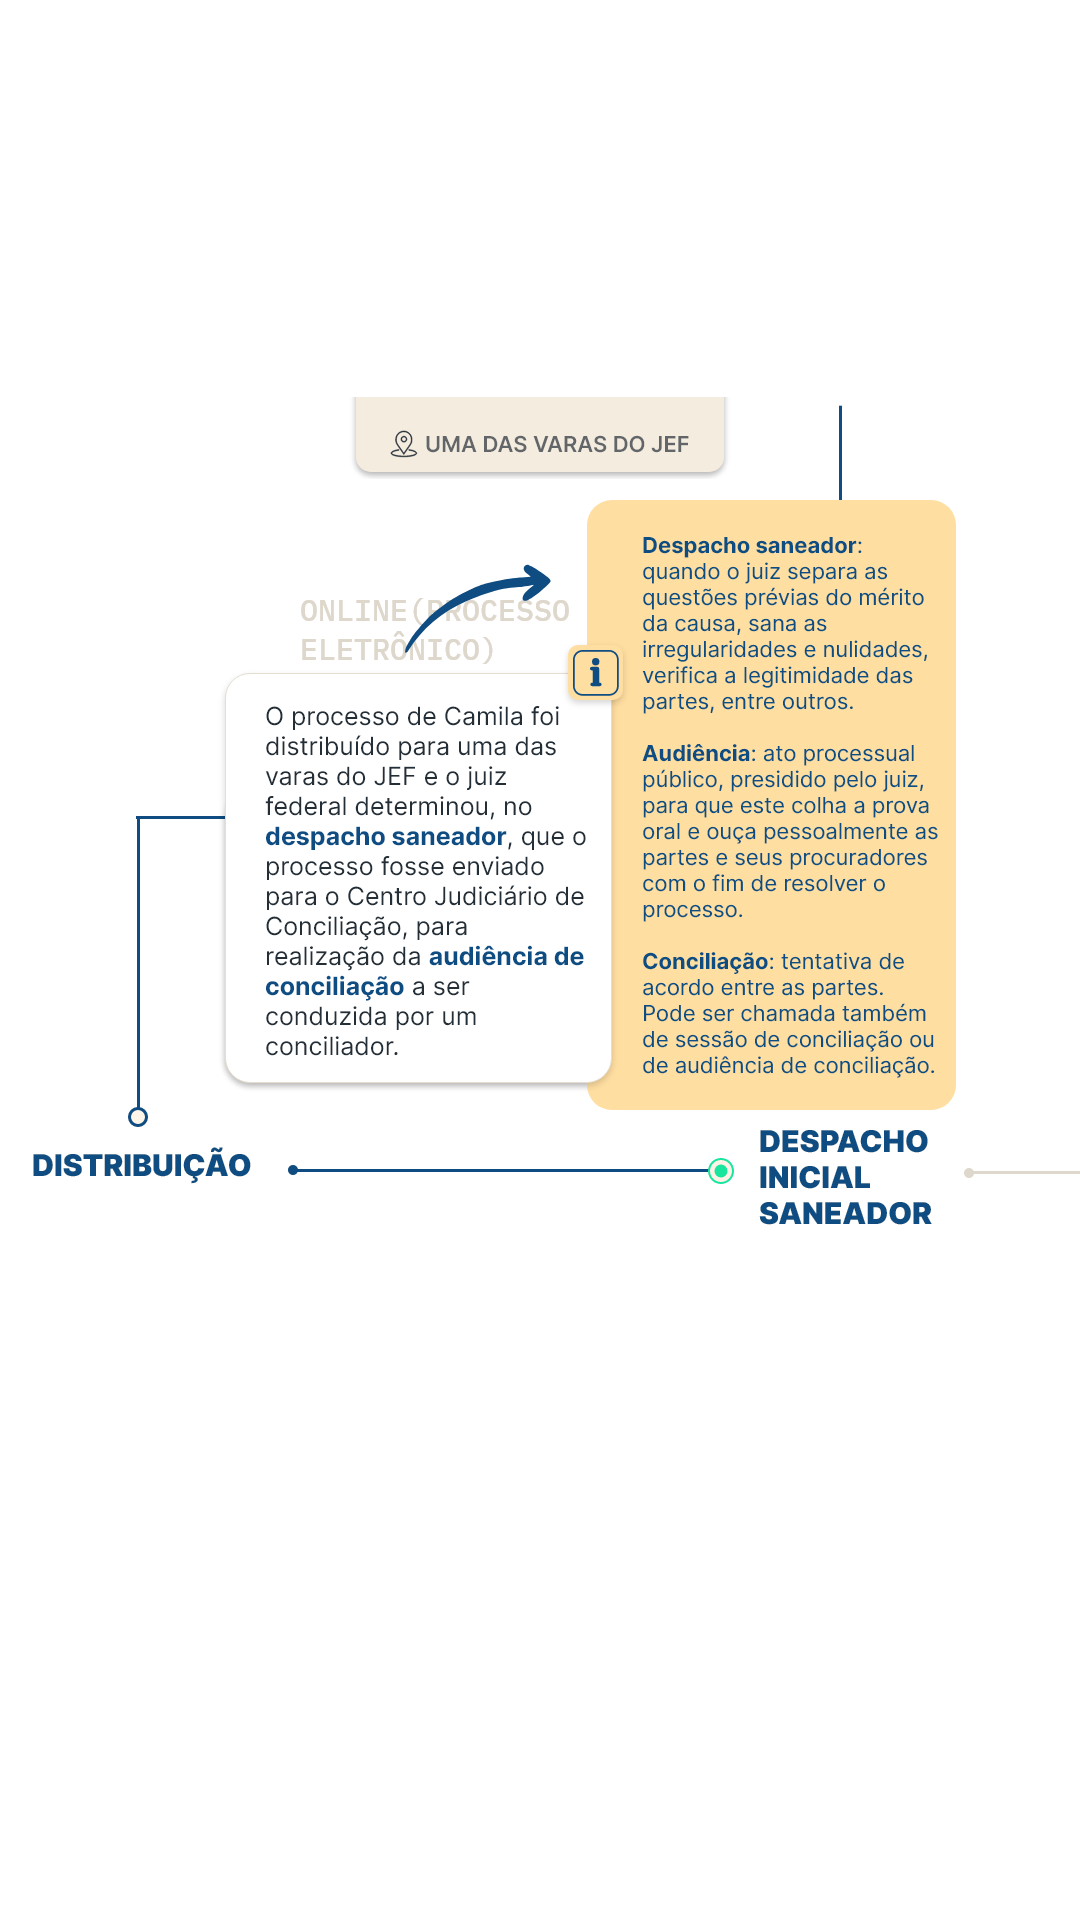 UMA DAS VARAS DO JEF
ONLINE(PROCESSO
ELETRÔNICO)
O processo de Camila foi
distribuído para uma das
varas do JEF e o juiz
federal determinou, no
despacho saneador, que o
processo fosse enviado
para o Centro Judiciário de
Conciliação, para
realização da audiência de
conciliação a ser
conduzida por um
conciliador.
Despacho saneador:
quando o juiz separa as
questões prévias do mérito
da causa, sana as
irregularidades e nulidades,
verifica a legitimidade das
partes, entre outros.
Audiência: ato processual
público, presidido pelo juiz,
para que este colha a prova
oral e ouça pessoalmente as
partes e seus procuradores
com o fim de resolver o
processo.
Conciliação: tentativa de
acordo entre as partes.
Pode ser chamada também
de sessão de conciliação ou
de audiência de conciliação.
DISTRIBUIÇÃO
DESPACHO
INICIAL
SANEADOR